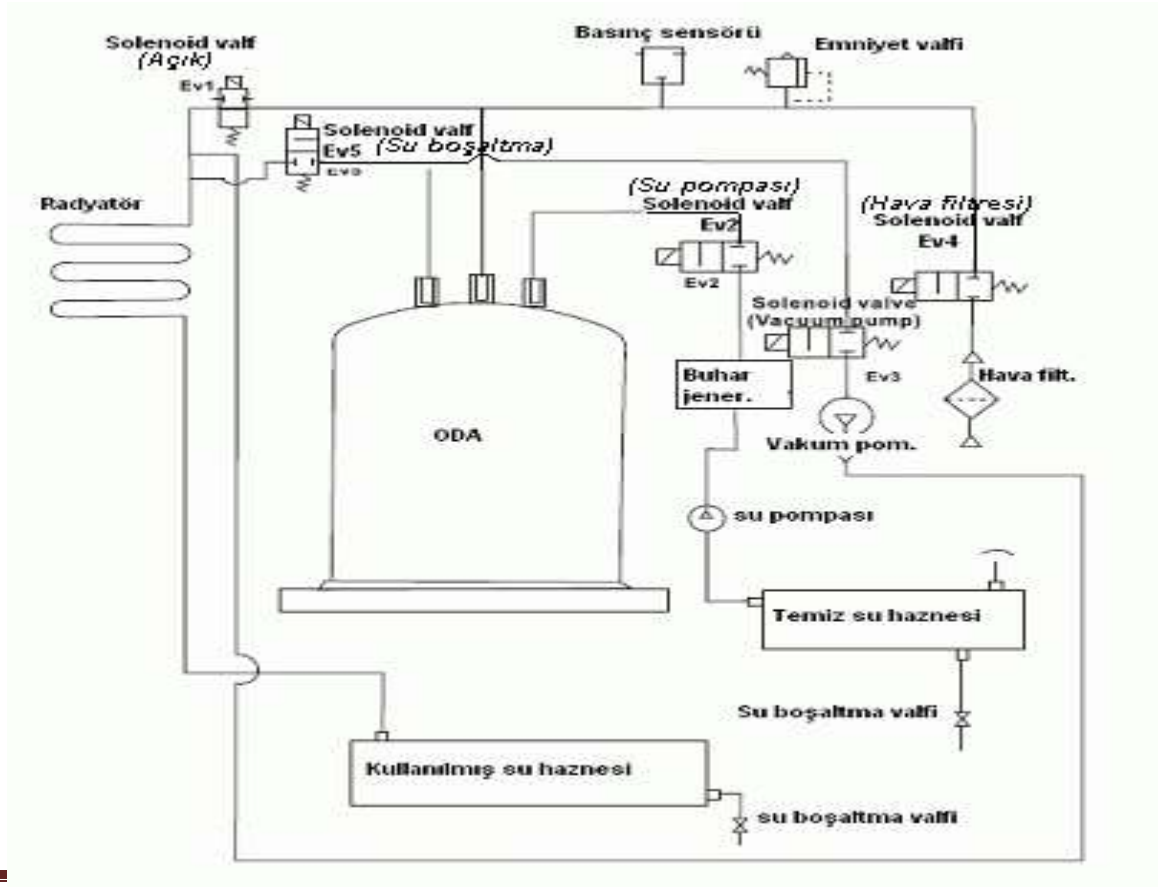 Solenoid valf
(Açık)
Ev1
Basınç sensörü
Emniyet valfi
Solenoid valf
Ev5 (Su boşaltma)
Radyatör
(Su pompası)
Solenoid valf
Ev2
Ev2
(Hava filtresi)
Solenoid valf
Ev4
Solenoid valve
(Vacuum pump)
Ev3
Buhar
jener.
Hava filt.
ODA
Vakum pom.
su pompası
Temiz su haznesi
Su boşaltma valfi
Kullanılmış su haznesi
su boşaltma valfi